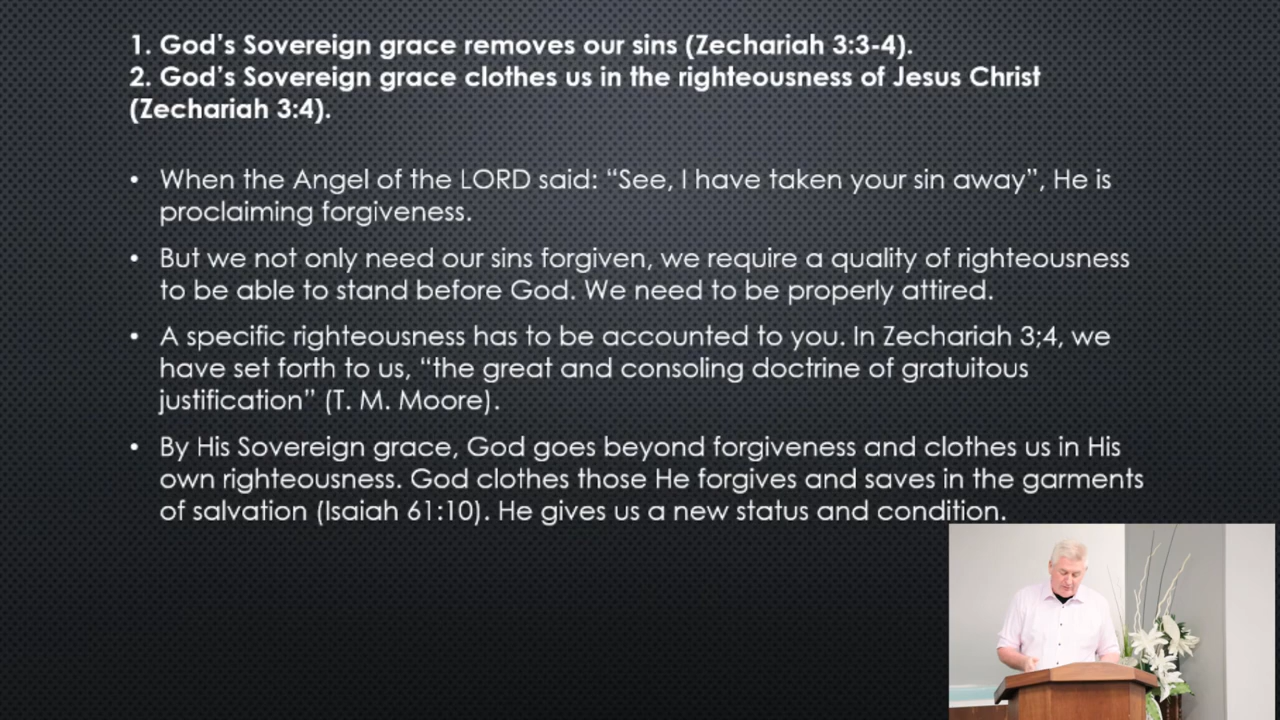 1. God's Sovereign grace removes our sins (Zechariah 3:3-4).
2. God's Sovereign grace clothes us in the righteousness of Jesus Christ
(Zechariah 3:4).
• When the Angel of the LORD said: “See, I have taken your sin away”, He is
proclaiming forgiveness.
• But we not only need our sins forgiven, we require a quality of righteousness
to be able to stand before God. We need to be properly attired.
• A specific righteousness has to be accounted to you. In Zechariah 3;4, we
have set forth to us, “the great and consoling doctrine of gratuitous
justification” (T. M. Moore).
• By His Sovereign grace, God goes beyond forgiveness and clothes us in His
own righteousness. God clothes those He forgives and saves in the garments
of salvation (Isaiah 61:10). He gives us a new status and condition.